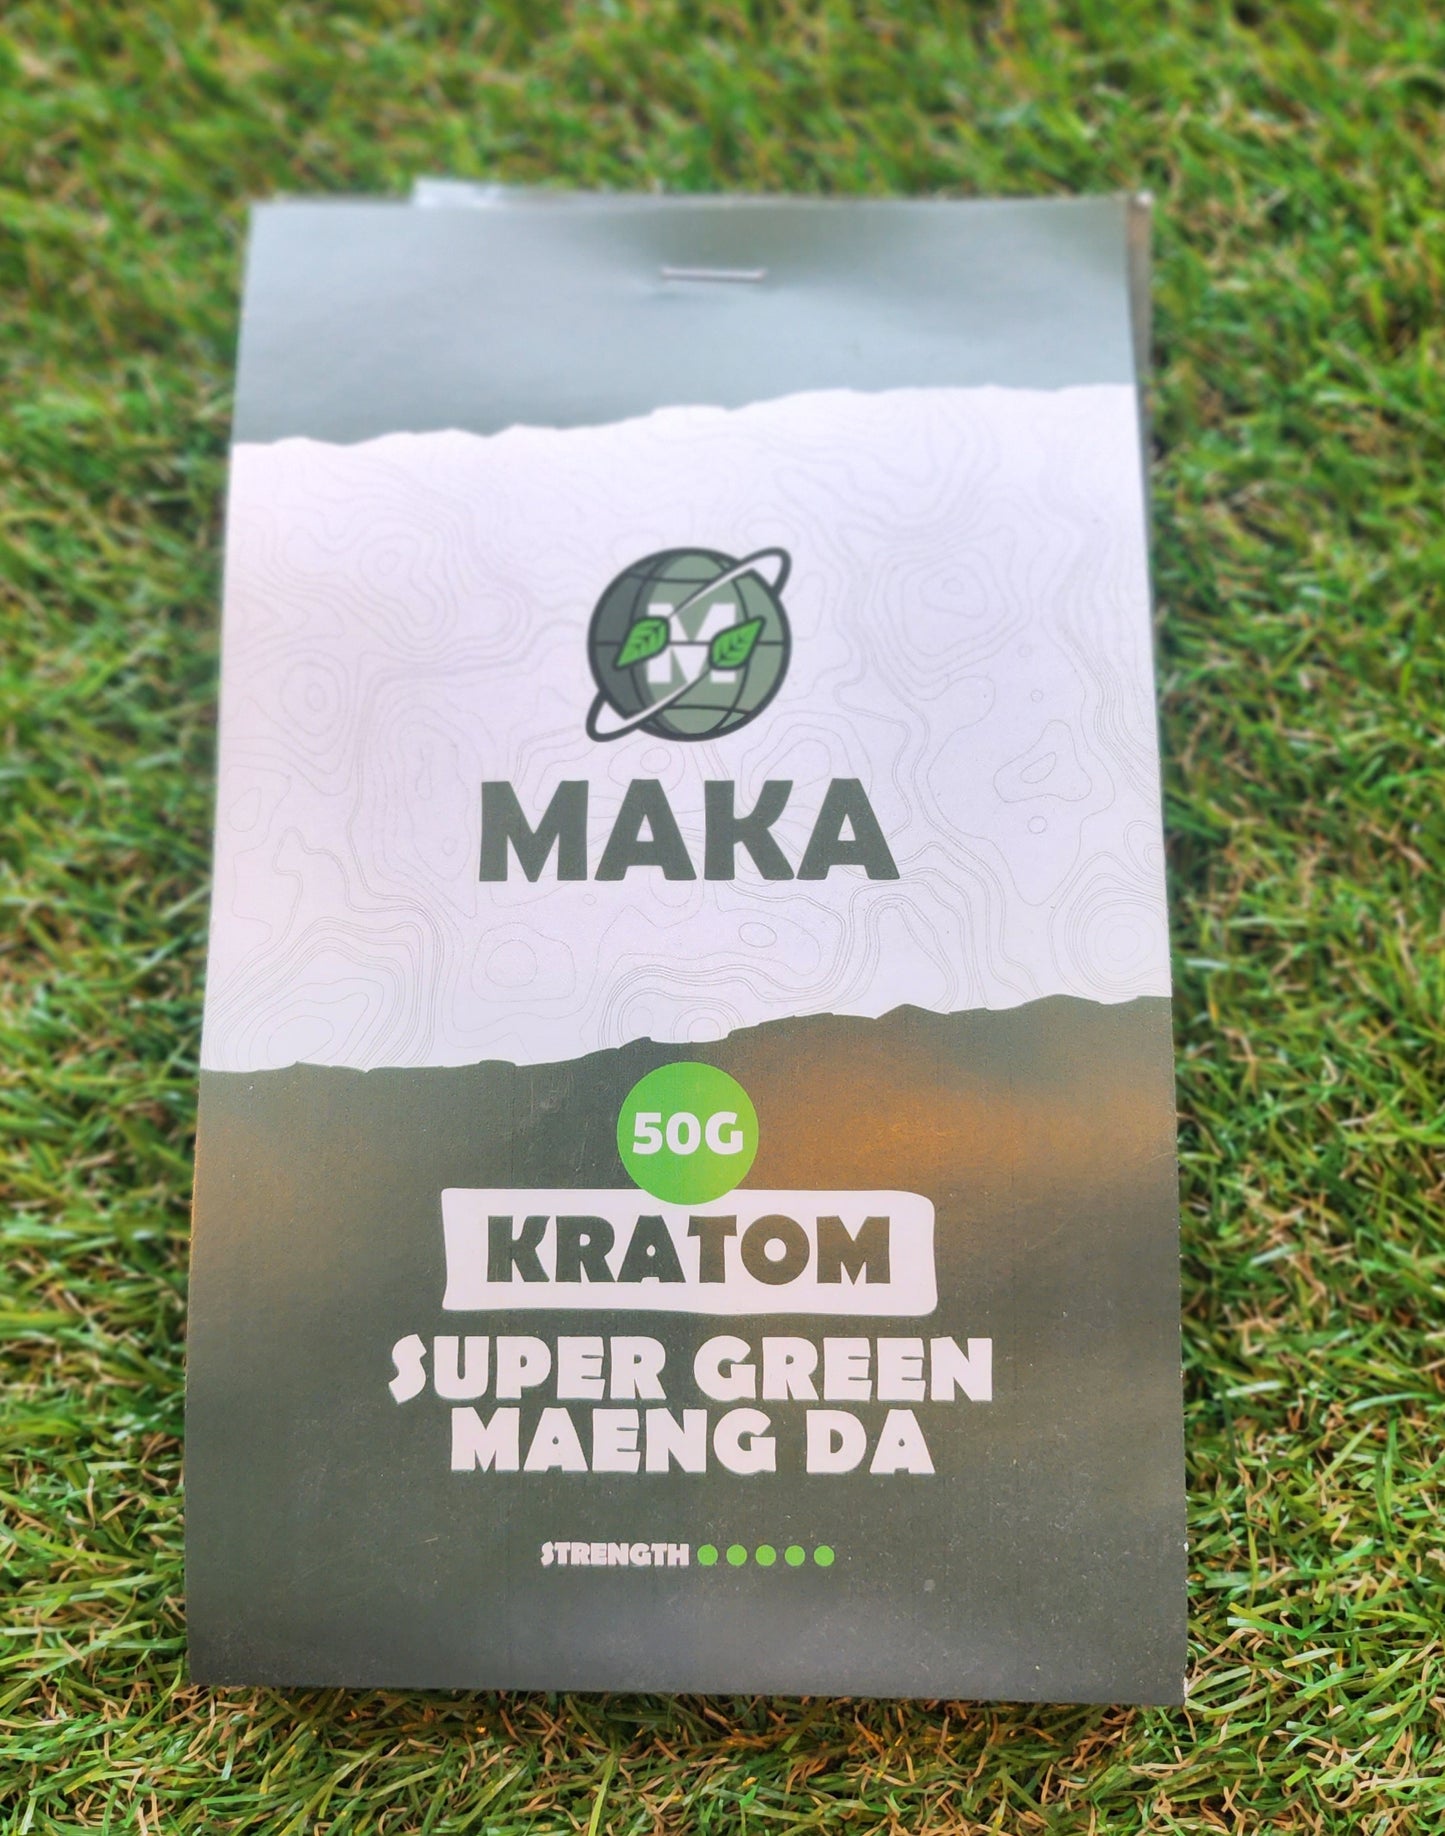 M
MAKA
50G
KRATOM
SUPER GREEN
MAENG DA
STRENGTH